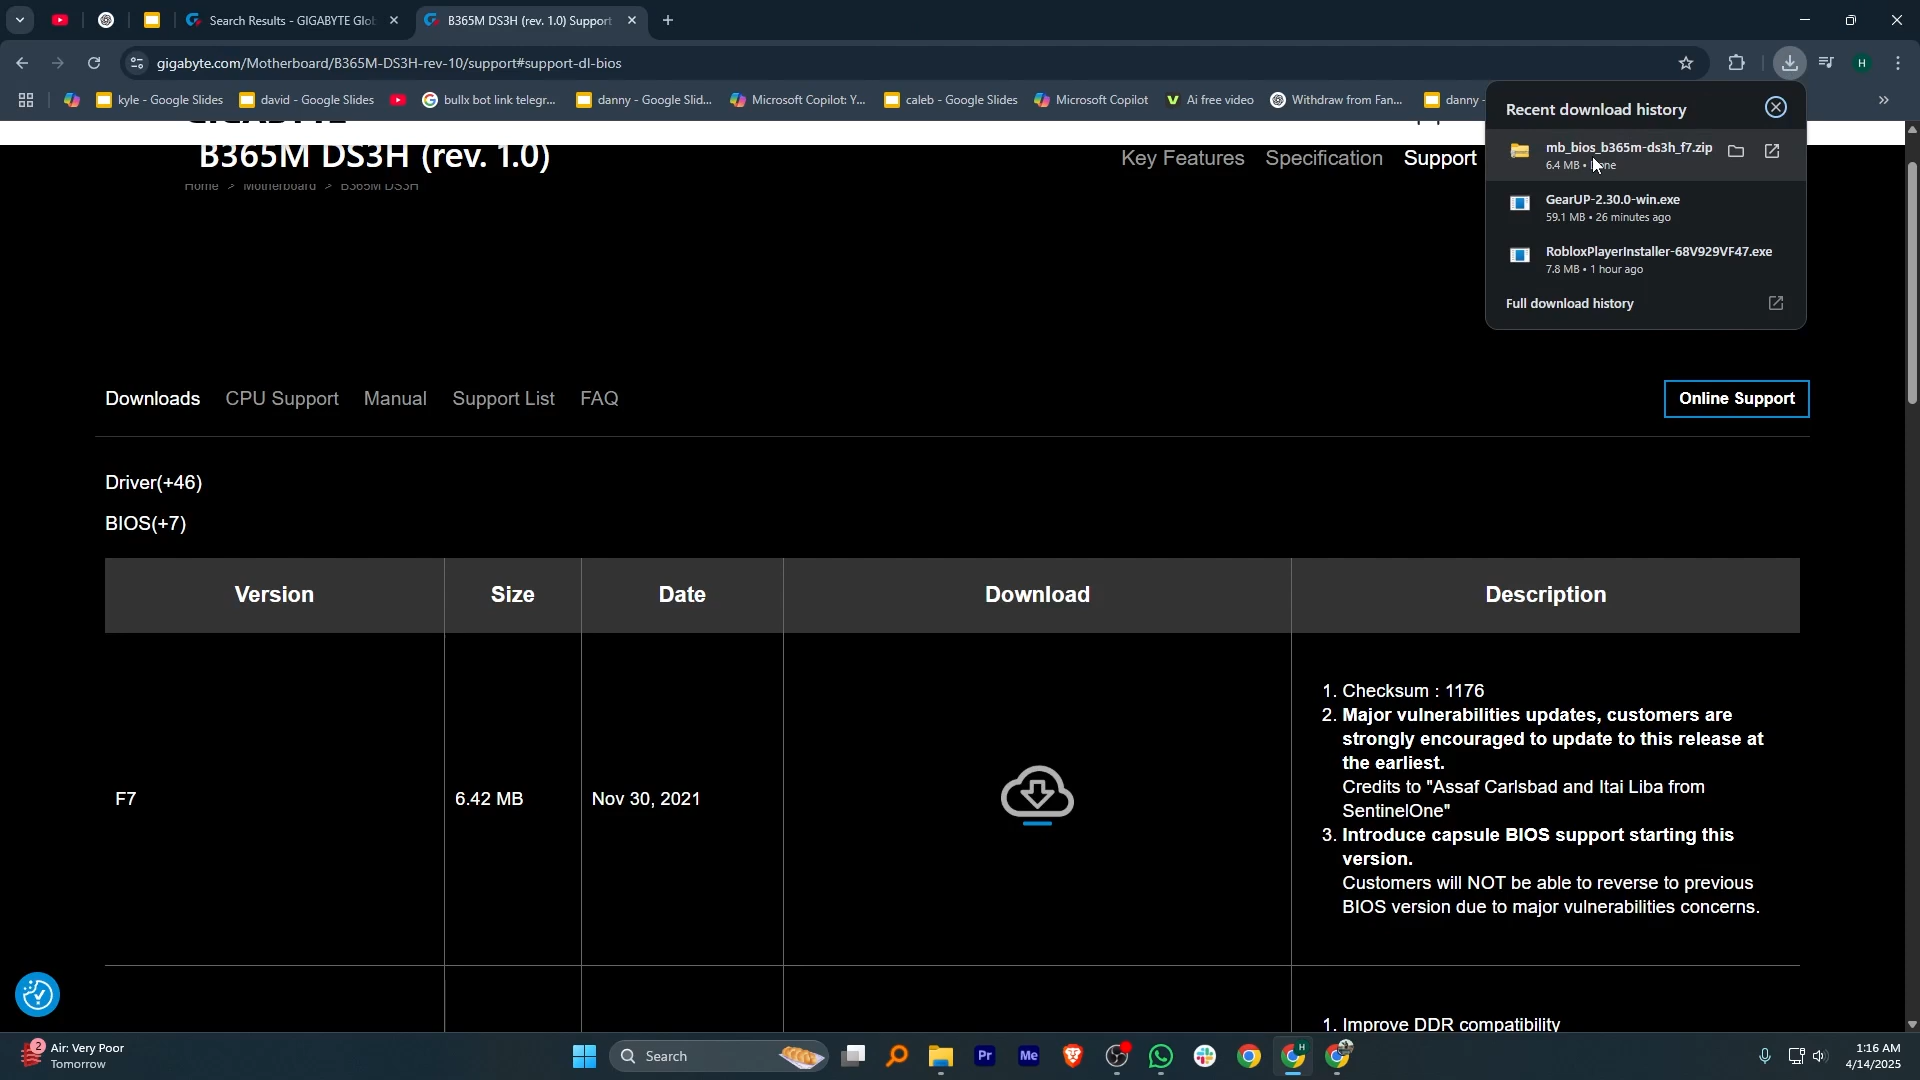 Search Results - GIGABYTE Glo
B365M DS3H (rev. 1.0) Support
gigabyte.com/Motherboard/B365M-DS3H-rev-10/support#support-dl-bios
H
kyle - Google Slides
david - Google Slides
bullx bot link telegr...
danny - Google Slid...
Microsoft Copilot: Y...
caleb - Google Slides
Microsoft Copilot
Ai free video
Withdraw from Fan...
danny -
Recent download history
mb_bios_b365m-ds3h_f7.zip
6.4 MB •
GearUP-2.30.0-win.exe
59.1 MB • 26 minutes ago
RobloxPlayerInstaller-68V929VF47.exe
7.8 MB • 1 hour ago
Full download history
B365M DS3H (rev. 1.0)
Key Features
Specification
Support
Home > Motherboard > B365M DS3H
Downloads
CPU Support
Manual
Support List
FAQ
Online Support
Driver(+46)
BIOS(+7)
Version
Size
Date
Download
Description
F7
6.42 MB
Nov 30, 2021
1. Checksum : 1176
2. Major vulnerabilities updates, customers are
strongly encouraged to update to this release at
the earliest.
Credits to "Assaf Carlsbad and Itai Liba from
SentinelOne"
3. Introduce capsule BIOS support starting this
version.
Customers will NOT be able to reverse to previous
BIOS version due to major vulnerabilities concerns.
1. Improve DDR compatibility
2
Air: Very Poor
Tomorrow
Search
Pr
Me
H
1:16 AM
4/14/2025